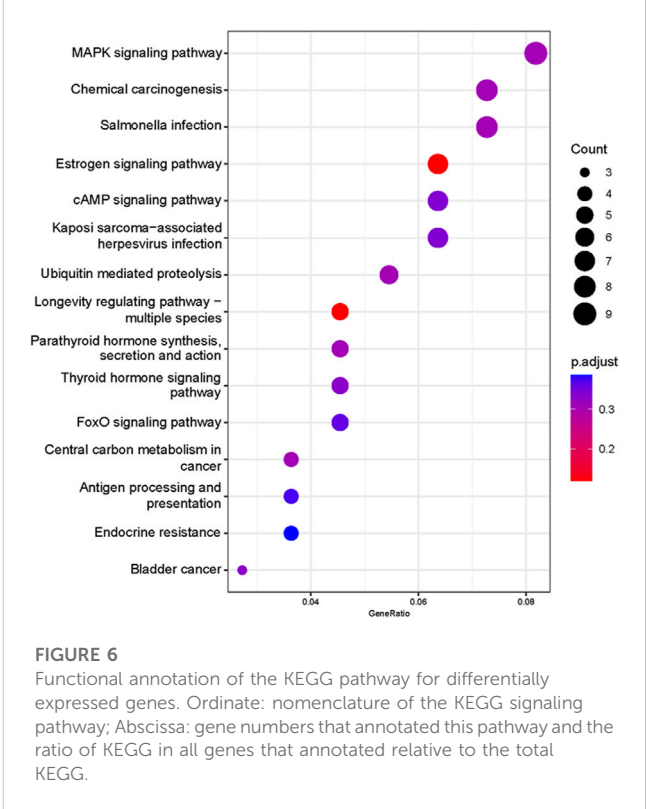 MAPK signaling pathway
Chemical carcinogenesis
Salmonella infection
Estrogen signaling pathway
cAMP signaling pathway
Kaposi sarcoma−associated
herpesvirus infection
Ubiquitin mediated proteolysis
Longevity regulating pathway −
multiple species
Parathyroid hormone synthesis,
secretion and action
Thyroid hormone signaling
pathway
FoxO signaling pathway
Central carbon metabolism in
cancer
Antigen processing and
presentation
Endocrine resistance
Bladder cancer
0.04 0.06 0.08
GeneRatio
Count
3
4
5
6
7
8
9
p.adjust
0.3
0.2
FIGURE 6
Functional annotation of the KEGG pathway for differentially
expressed genes. Ordinate: nomenclature of the KEGG signaling
pathway; Abscissa: gene numbers that annotated this pathway and the
ratio of KEGG in all genes that annotated relative to the total
KEGG.